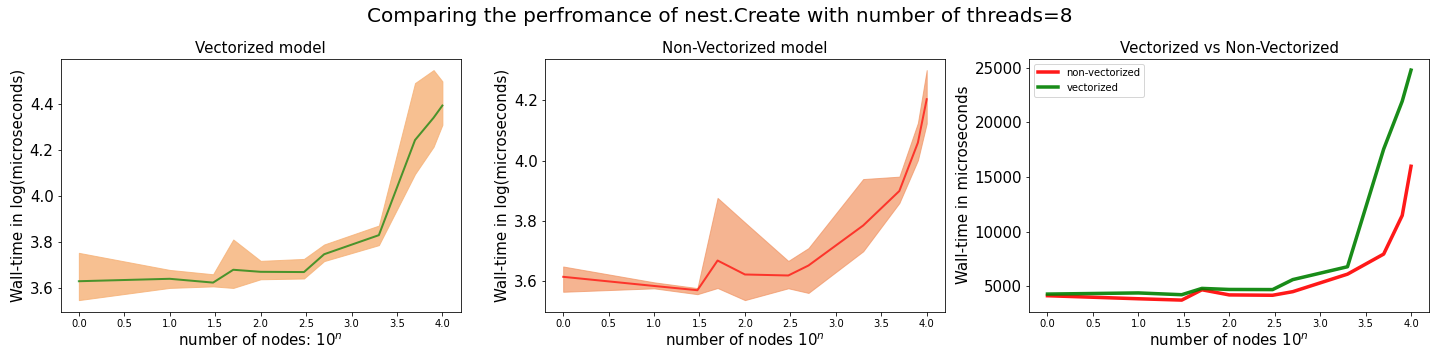 Comparing the perfromance of nest.Create with number of threads=8
Vectorized model
Wall-time in log(microseconds)
4.4
4.2
4.0
3.8
3.6
0.0 0.5 1.0 1.5 2.0 2.5 3.0 3.5 4.0
number of nodes: 10^n
Non-Vectorized model
Wall-time in log(microseconds)
4.2
4.0
3.8
3.6
0.0 0.5 1.0 1.5 2.0 2.5 3.0 3.5 4.0
number of nodes 10^n
Vectorized vs Non-Vectorized
Wall-time in microseconds
25000
20000
15000
10000
5000
non-vectorized
vectorized
0.0 0.5 1.0 1.5 2.0 2.5 3.0 3.5 4.0
number of nodes 10^n